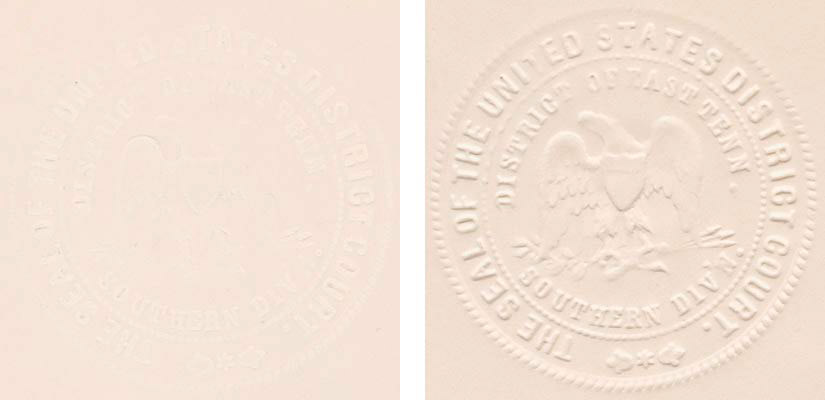 THE SEAL OF THE UNITED STATES DISTRICT COURT.
DISTRICT OF EAST TENN.
SOUTHERN DIV'N.
THE SEAL OF THE UNITED STATES DISTRICT COURT.
DISTRICT OF EAST TENN.
SOUTHERN DIV'N.